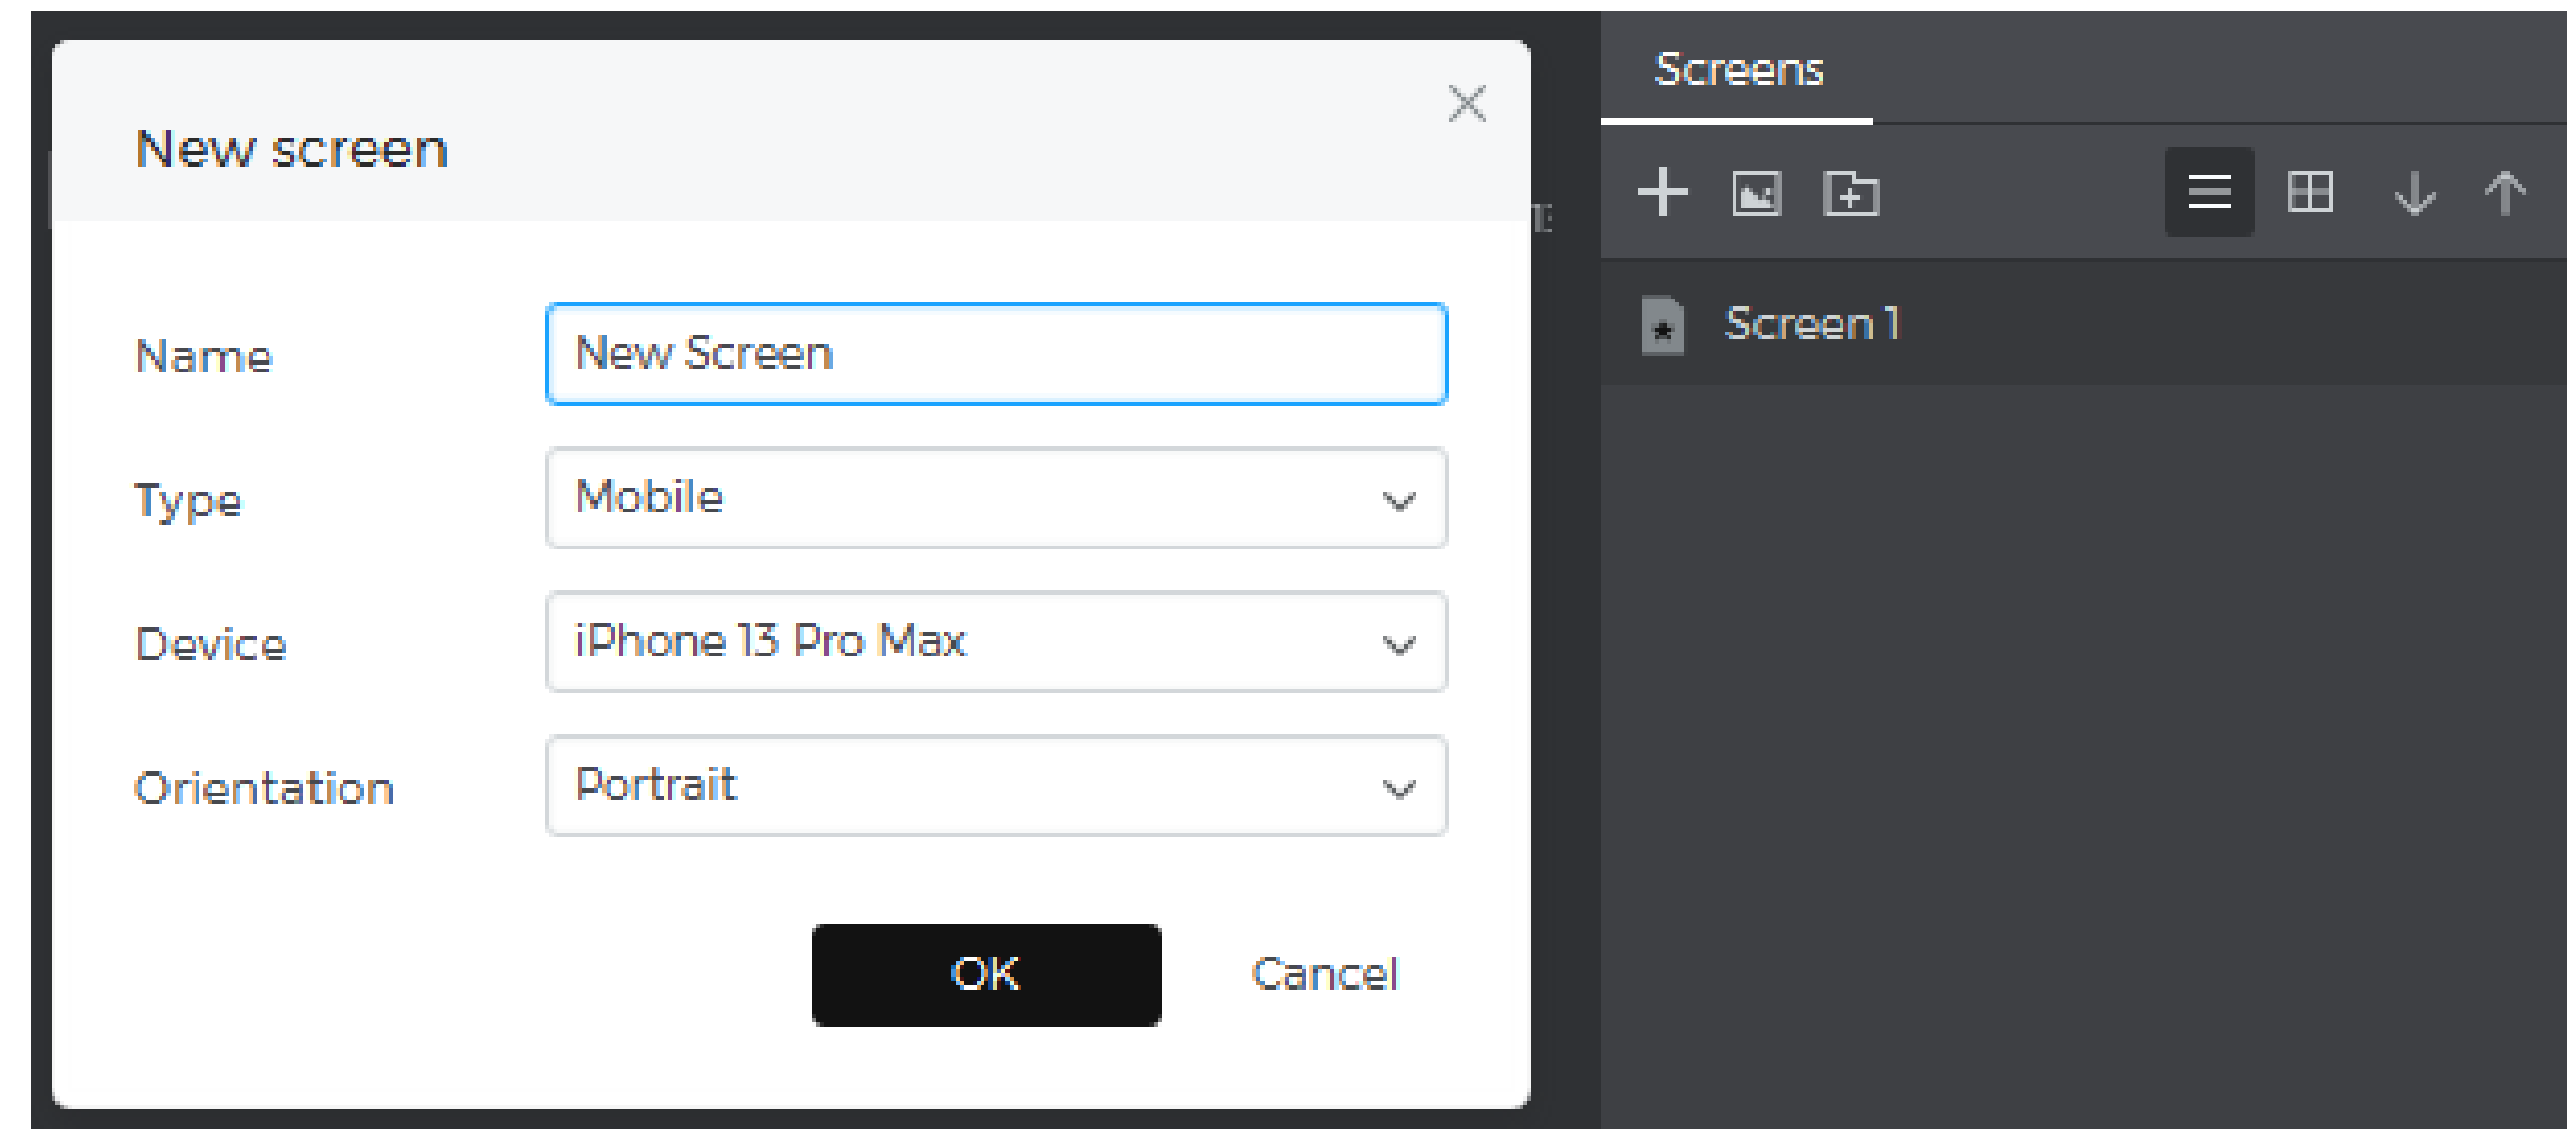 New screen
Name
New Screen
Type
Mobile
Device
iPhone 13 Pro Max
Orientation
Portrait
OK
Cancel
Screens
Screen 1